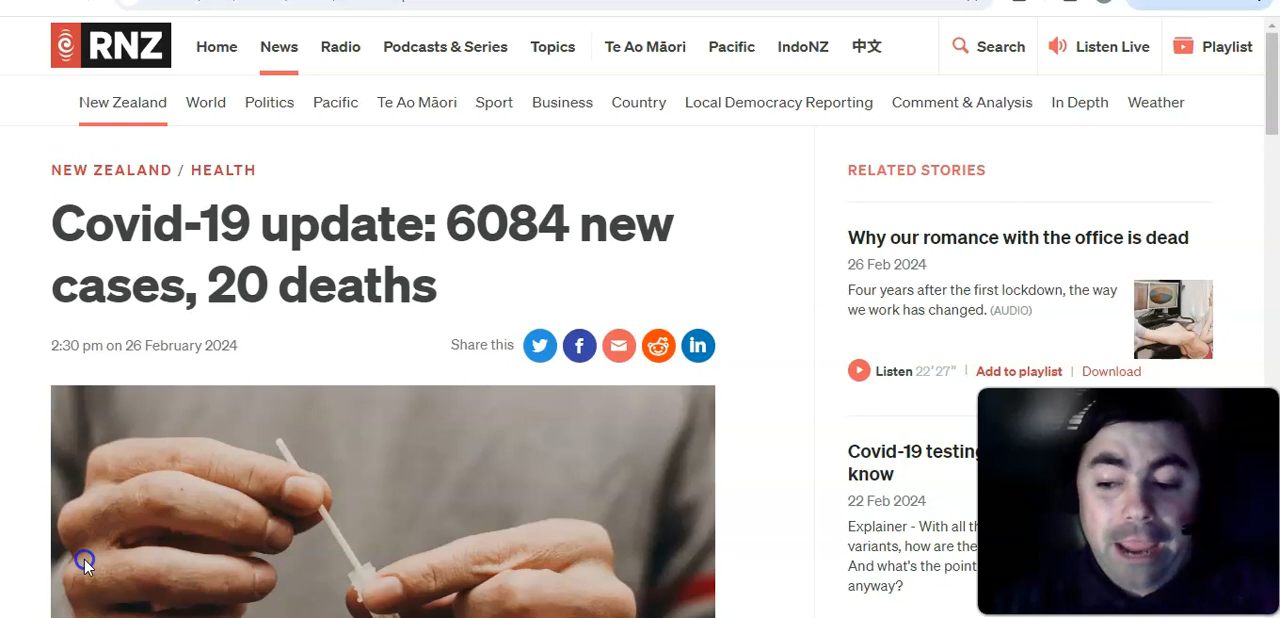 RNZ
Home
News
Radio
Podcasts & Series
Topics
Te Ao Māori
Pacific
IndoNZ
中文
Search
Listen Live
Playlist
New Zealand
World
Politics
Pacific
Te Ao Māori
Sport
Business
Country
Local Democracy Reporting
Comment & Analysis
In Depth
Weather
NEW ZEALAND / HEALTH
Covid-19 update: 6084 new
cases, 20 deaths
2:30 pm on 26 February 2024
Share this
RELATED STORIES
Why our romance with the office is dead
26 Feb 2024
Four years after the first lockdown, the way
we work has changed. (AUDIO)
Listen 22'27" | Add to playlist | Download
Covid-19 testing
know
22 Feb 2024
Explainer - With all
variants, how are the
And what's the point
anyway?